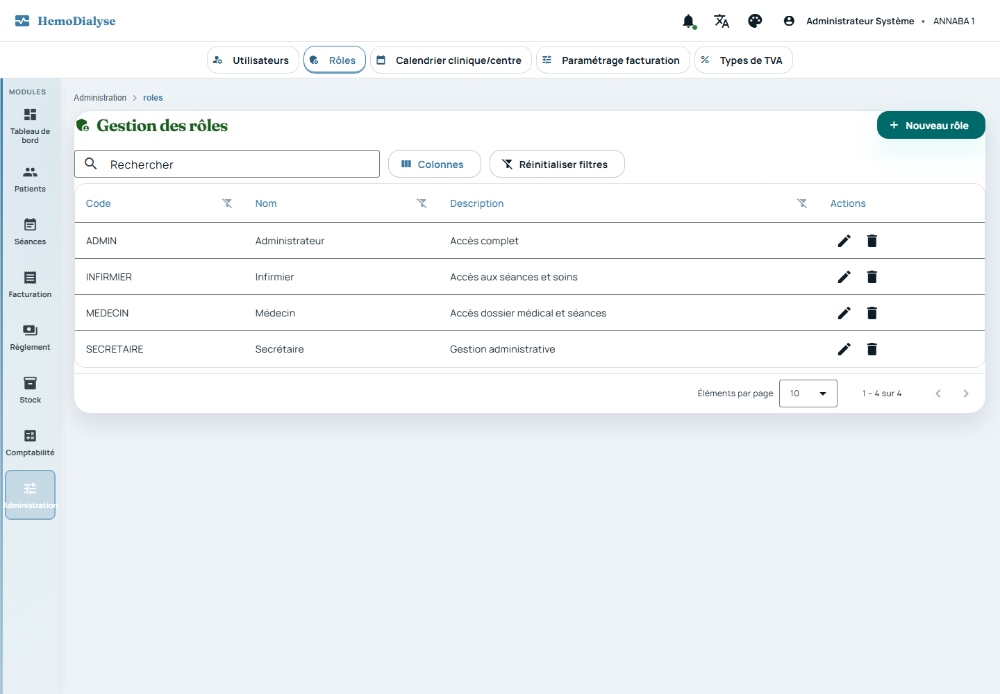 HemoDialyse
Administrateur Système • ANNABA 1
Utilisateurs
Rôles
Calendrier clinique/centre
Paramétrage facturation
Types de TVA
MODULES
Tableau de
bord
Patients
Séances
Facturation
Règlement
Stock
Comptabilité
Administration
Administration > roles
Gestion des rôles
+ Nouveau rôle
Rechercher
Colonnes
Réinitialiser filtres
Code Nom Description Actions
ADMIN Administrateur Accès complet
INFIRMIER Infirmier Accès aux séances et soins
MEDECIN Médecin Accès dossier médical et séances
SECRETAIRE Secrétaire Gestion administrative
Éléments par page 10 1 – 4 sur 4